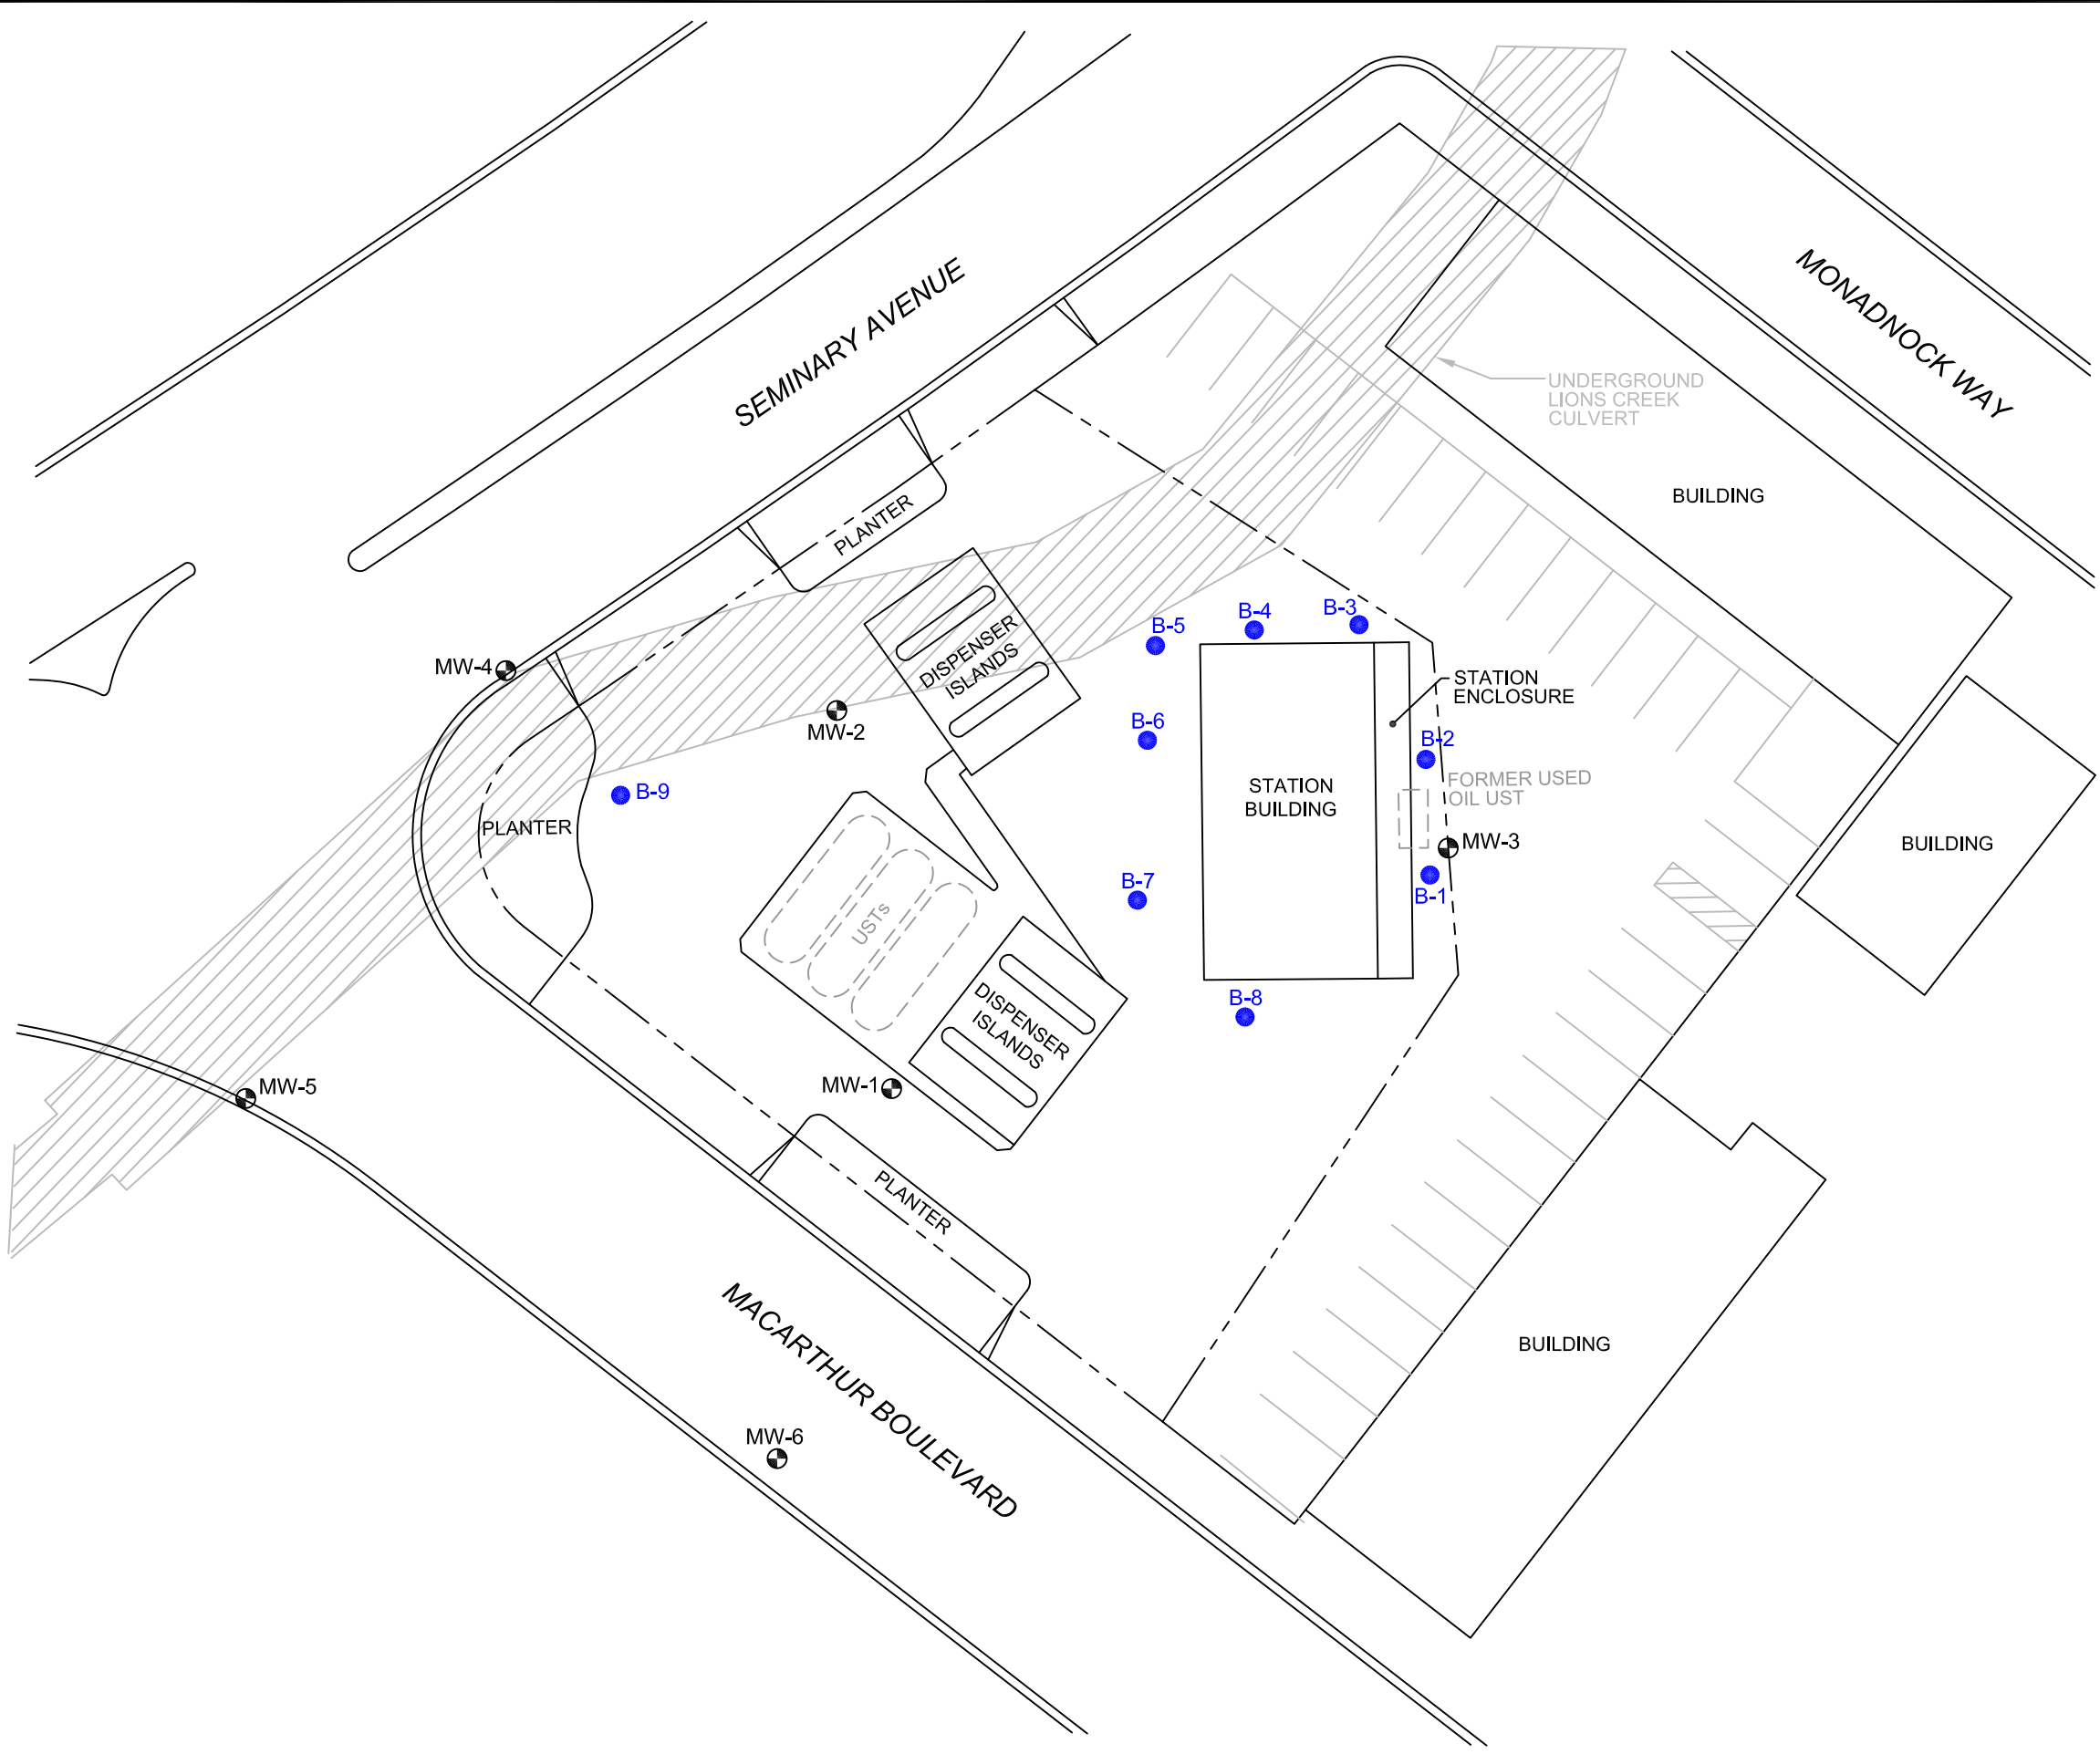 SEMINARY AVENUE
MONADNOCK WAY
UNDERGROUND
LIONS CREEK
CULVERT
BUILDING
PLANTER
DISPENSER
ISLANDS
B-5
B-4
B-3
MW-4
MW-2
B-6
STATION
ENCLOSURE
B-2
FORMER USED
OIL UST
STATION
BUILDING
B-9
PLANTER
MW-3
BUILDING
B-7
B-1
USTs
DISPENSER
ISLANDS
B-8
MW-5
MW-1
PLANTER
MACARTHUR BOULEVARD
BUILDING
MW-6